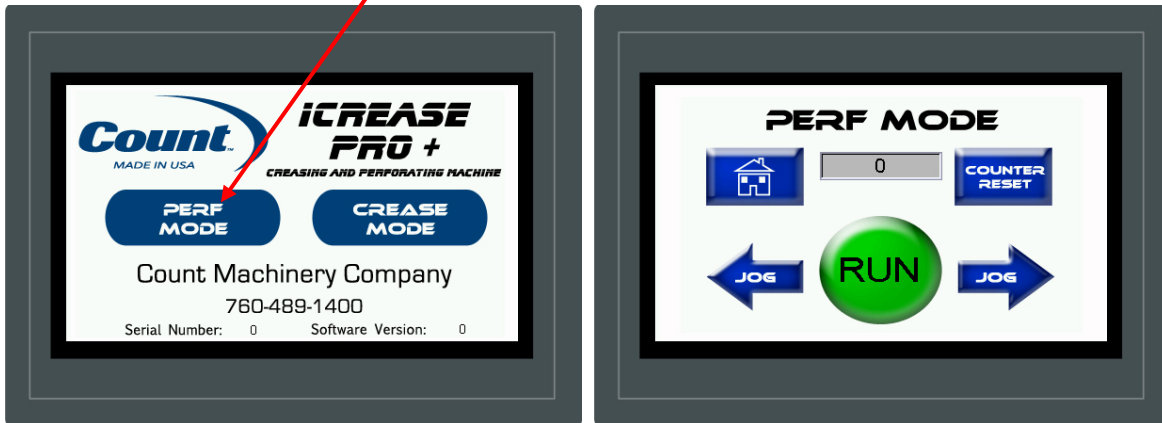 Count™
MADE IN USA
iCREASE
PRO +
CREASING AND PERFORATING MACHINE
PERF
MODE
CREASE
MODE
Count Machinery Company
760-489-1400
Serial Number: 0 Software Version: 0
PERF MODE
0
COUNTER
RESET
JOG
RUN
JOG